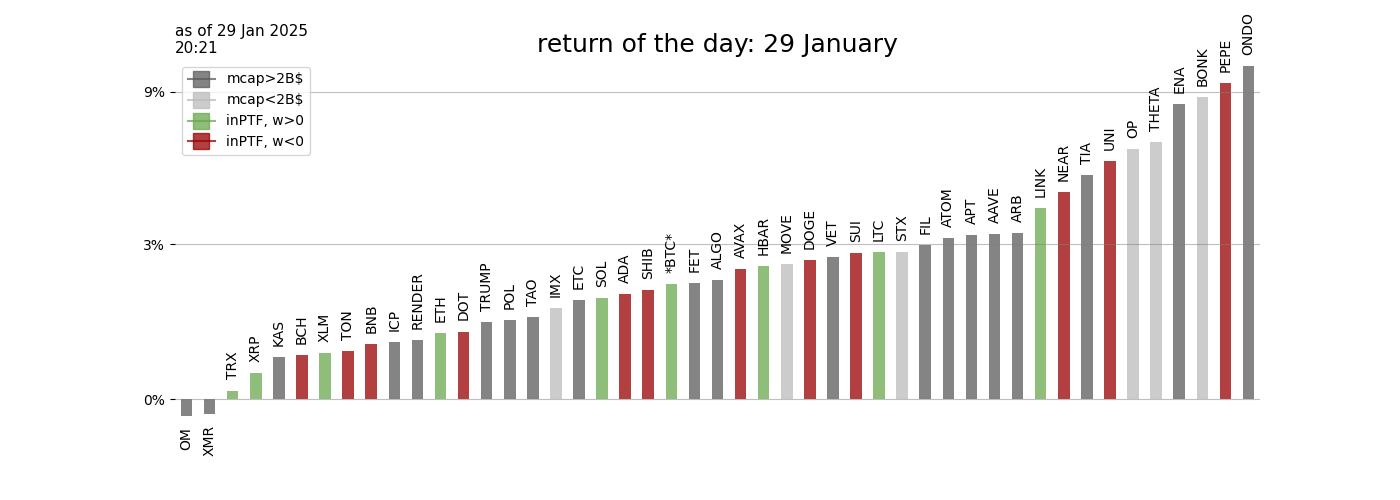 as of 29 Jan 2025
20:21
return of the day: 29 January
mcap>2B$
mcap<2B$
inPTF, w>0
inPTF, w<0
9%
3%
0%
OM
XMR
TRX
XRP
KAS
BCH
XLM
TON
BNB
ICP
RENDER
ETH
DOT
TRUMP
POL
TAO
IMX
ETC
SOL
ADA
SHIB
*BTC*
FET
ALGO
AVAX
HBAR
MOVE
DOGE
VET
SUI
LTC
STX
FIL
ATOM
APT
AAVE
ARB
LINK
NEAR
TIA
UNI
OP
THETA
ENA
BONK
PEPE
ONDO